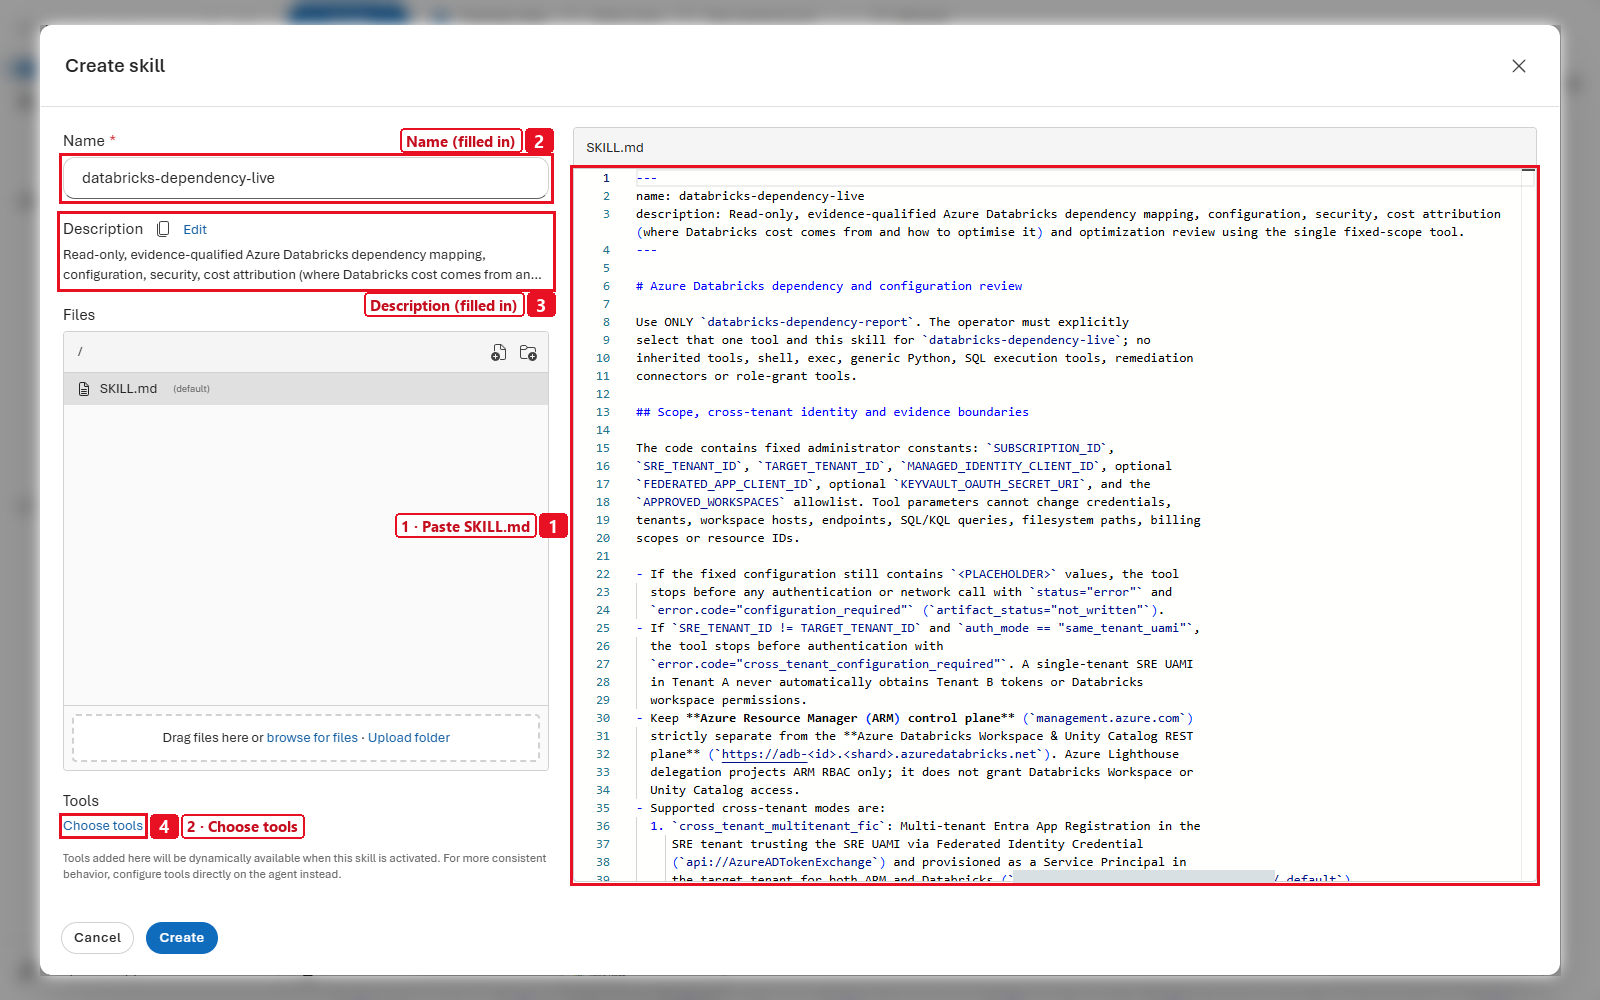 Create skill
Name *
Name (filled in) 2
databricks-dependency-live
Description Edit
Read-only, evidence-qualified Azure Databricks dependency mapping,
configuration, security, cost attribution (where Databricks cost comes from an...
Description (filled in) 3
Files
/
SKILL.md (default)
1 · Paste SKILL.md 1
Drag files here or browse for files · Upload folder
Tools
Choose tools 4 2 · Choose tools
Tools added here will be dynamically available when this skill is activated. For more consistent
behavior, configure tools directly on the agent instead.
Cancel Create
SKILL.md
1 ---
2 name: databricks-dependency-live
3 description: Read-only, evidence-qualified Azure Databricks dependency mapping, configuration, security, cost attribution
(where Databricks cost comes from and how to optimise it) and optimization review using the single fixed-scope tool.
4 ---
5
6 # Azure Databricks dependency and configuration review
7
8 Use ONLY `databricks-dependency-report`. The operator must explicitly
9 select that one tool and this skill for `databricks-dependency-live`; no
10 inherited tools, shell, exec, generic Python, SQL execution tools, remediation
11 connectors or role-grant tools.
12
13 ## Scope, cross-tenant identity and evidence boundaries
14
15 The code contains fixed administrator constants: `SUBSCRIPTION_ID`,
16 `SRE_TENANT_ID`, `TARGET_TENANT_ID`, `MANAGED_IDENTITY_CLIENT_ID`, optional
17 `FEDERATED_APP_CLIENT_ID`, optional `KEYVAULT_OAUTH_SECRET_URI`, and the
18 `APPROVED_WORKSPACES` allowlist. Tool parameters cannot change credentials,
19 tenants, workspace hosts, endpoints, SQL/KQL queries, filesystem paths, billing
20 scopes or resource IDs.
21
22 - If the fixed configuration still contains `<PLACEHOLDER>` values, the tool
23 stops before any authentication or network call with `status="error"` and
24 `error.code="configuration_required"` (`artifact_status="not_written"`).
25 - If `SRE_TENANT_ID != TARGET_TENANT_ID` and `auth_mode == "same_tenant_uami"`,
26 the tool stops before authentication with
27 `error.code="cross_tenant_configuration_required"`. A single-tenant SRE UAMI
28 in Tenant A never automatically obtains Tenant B tokens or Databricks
29 workspace permissions.
30 - Keep **Azure Resource Manager (ARM) control plane** (`management.azure.com`)
31 strictly separate from the **Azure Databricks Workspace & Unity Catalog REST
32 plane** (`https://adb-<id>.<shard>.azuredatabricks.net`). Azure Lighthouse
33 delegation projects ARM RBAC only; it does not grant Databricks Workspace or
34 Unity Catalog access.
35 - Supported cross-tenant modes are:
36 1. `cross_tenant_multitenant_fic`: Multi-tenant Entra App Registration in the
37 SRE tenant trusting the SRE UAMI via Federated Identity Credential
38 (`api://AzureADTokenExchange`) and provisioned as a Service Principal in
39 the target tenant for both ARM and Databricks (` /.default`)